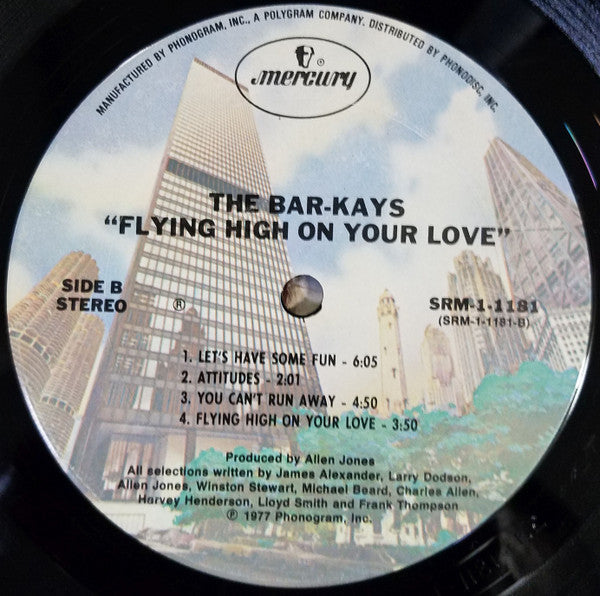 MANUFACTURED BY PHONOGRAM, INC., A POLYGRAM COMPANY. DISTRIBUTED BY PHONODISC, INC.
®
mercury
THE BAR-KAYS
“FLYING HIGH ON YOUR LOVE”
SIDE B
STEREO
℗
SRM-1-1181
(SRM-1-1181-B)
1. LET'S HAVE SOME FUN - 6:05
2. ATTITUDES - 2:01
3. YOU CAN'T RUN AWAY - 4:50
4. FLYING HIGH ON YOUR LOVE - 3:50
Produced by Allen Jones
All selections written by James Alexander, Larry Dodson,
Allen Jones, Winston Stewart, Michael Beard, Charles Allen,
Harvey Henderson, Lloyd Smith and Frank Thompson
℗ 1977 Phonogram, Inc.